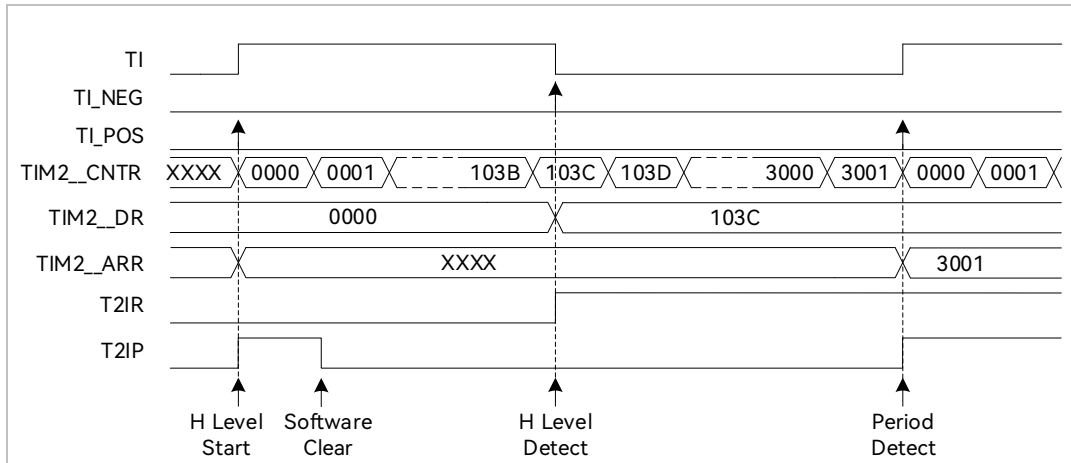 TI
TI_NEG
TI_POS
TIM2__CNTR XXXX 0000 0001 103B 103C 103D 3000 3001 0000 0001
TIM2__DR 0000 103C
TIM2__ARR XXXX 3001
T2IR
T2IP
H Level Software H Level Period
Start Clear Detect Detect